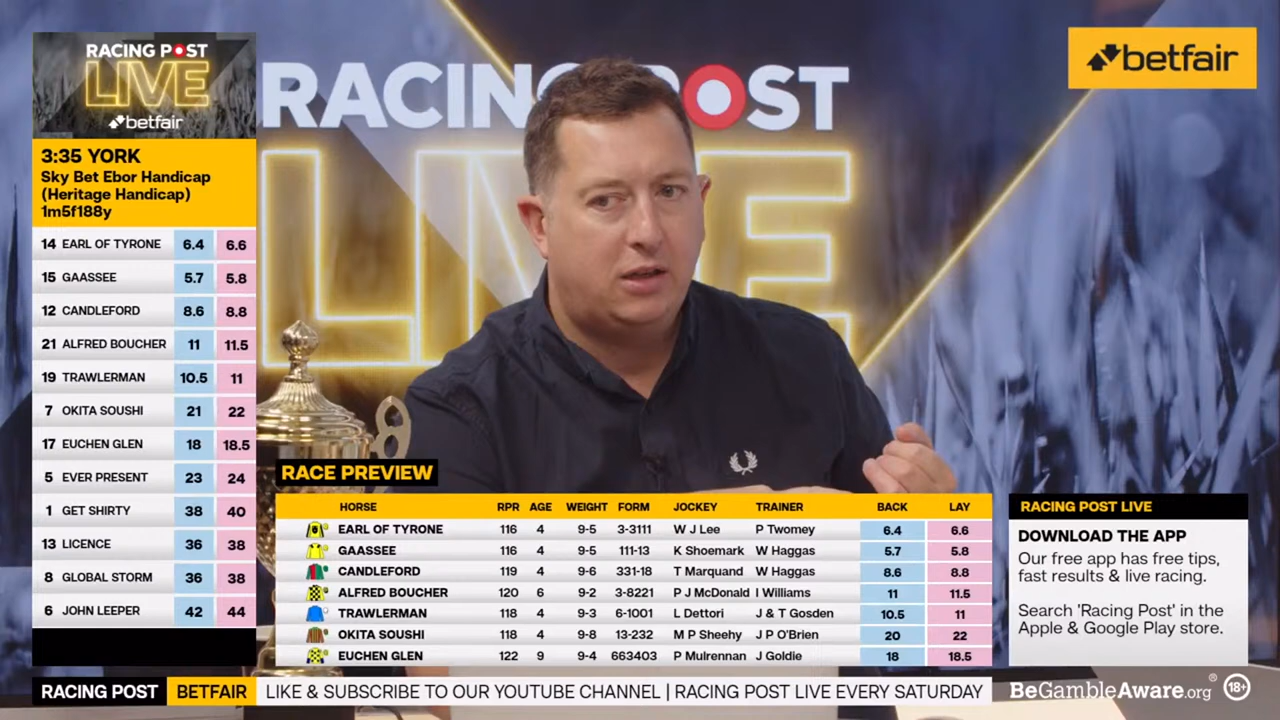 RACING POST
LIVE
betfair
3:35 YORK
Sky Bet Ebor Handicap
(Heritage Handicap)
1m5f188y
14 EARL OF TYRONE 6.4 6.6
15 GAASSEE 5.7 5.8
12 CANDLEFORD 8.6 8.8
21 ALFRED BOUCHER 11 11.5
19 TRAWLERMAN 10.5 11
7 OKITA SOUSHI 21 22
17 EUCHEN GLEN 18 18.5
5 EVER PRESENT 23 24
1 GET SHIRTY 38 40
13 LICENCE 36 38
8 GLOBAL STORM 36 38
6 JOHN LEEPER 42 44
RACING POST
LIVE
betfair
RACE PREVIEW
HORSE RPR AGE WEIGHT FORM JOCKEY TRAINER BACK LAY
EARL OF TYRONE 116 4 9-5 3-3111 W J Lee P Twomey 6.4 6.6
GAASSEE 116 4 9-5 111-13 K Shoemark W Haggas 5.7 5.8
CANDLEFORD 119 4 9-6 331-18 T Marquand W Haggas 8.6 8.8
ALFRED BOUCHER 120 6 9-2 3-8221 P J McDonald I Williams 11 11.5
TRAWLERMAN 118 4 9-3 6-1001 L Dettori J & T Gosden 10.5 11
OKITA SOUSHI 118 4 9-8 13-232 M P Sheehy J P O'Brien 20 22
EUCHEN GLEN 122 9 9-4 663403 P Mulrennan J Goldie 18 18.5
RACING POST LIVE
DOWNLOAD THE APP
Our free app has free tips,
fast results & live racing.
Search 'Racing Post' in the
Apple & Google Play store.
RACING POST BETFAIR LIKE & SUBSCRIBE TO OUR YOUTUBE CHANNEL | RACING POST LIVE EVERY SATURDAY BeGambleAware.org® 18+